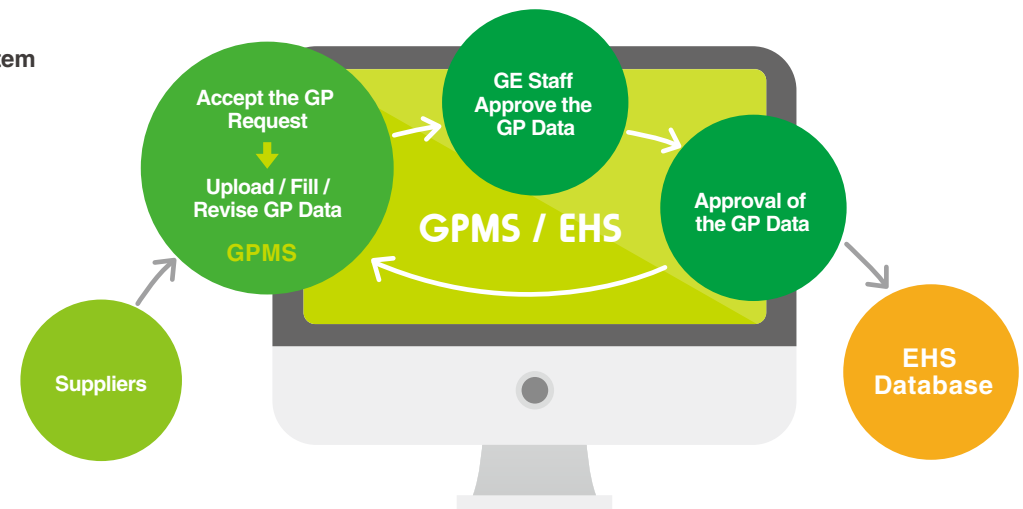 Accept the GP
Request
Upload / Fill /
Revise GP Data
GPMS
GE Staff
Approve the
GP Data
Approval of
the GP Data
GPMS / EHS
Suppliers
EHS
Database